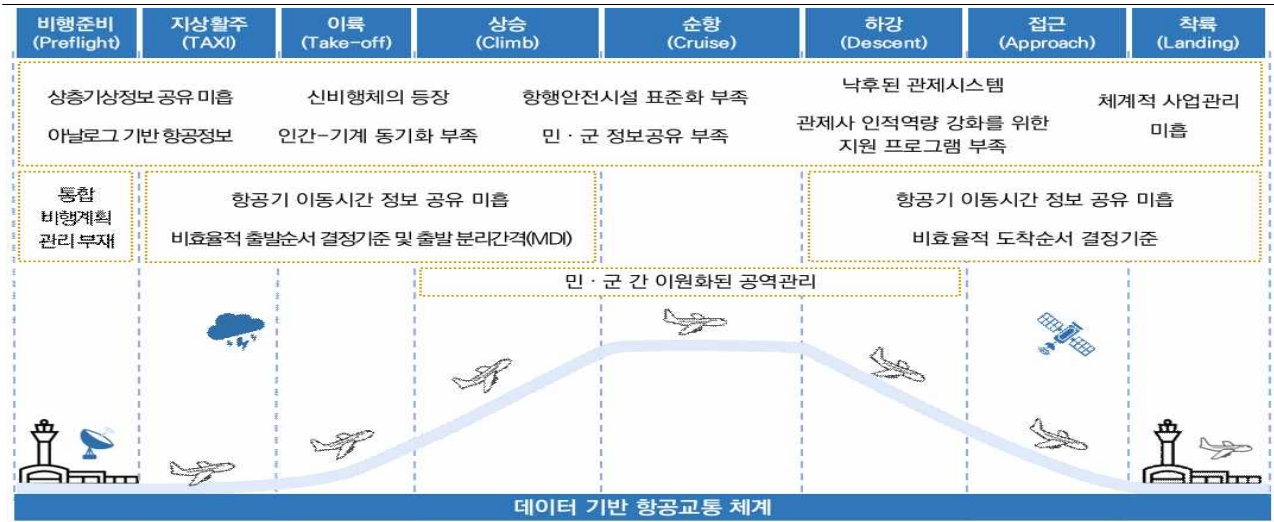 비행준비
(Preflight)
지상활주
(TAXI)
이륙
(Take-off)
상승
(Climb)
순항
(Cruise)
하강
(Descent)
접근
(Approach)
착륙
(Landing)
상층기상정보 공유 미흡
아날로그 기반 항공정보
신비행체의 등장
인간-기계 동기화 부족
항행안전시설 표준화 부족
민 · 군 정보공유 부족
낙후된 관제시스템
관제사 인적역량 강화를 위한
지원 프로그램 부족
체계적 사업관리
미흡
통합
비행계획
관리 부재
항공기 이동시간 정보 공유 미흡
비효율적 출발순서 결정기준 및 출발 분리간격(MDI)
항공기 이동시간 정보 공유 미흡
비효율적 도착순서 결정기준
민 · 군 간 이원화된 공역관리
데이터 기반 항공교통 체계